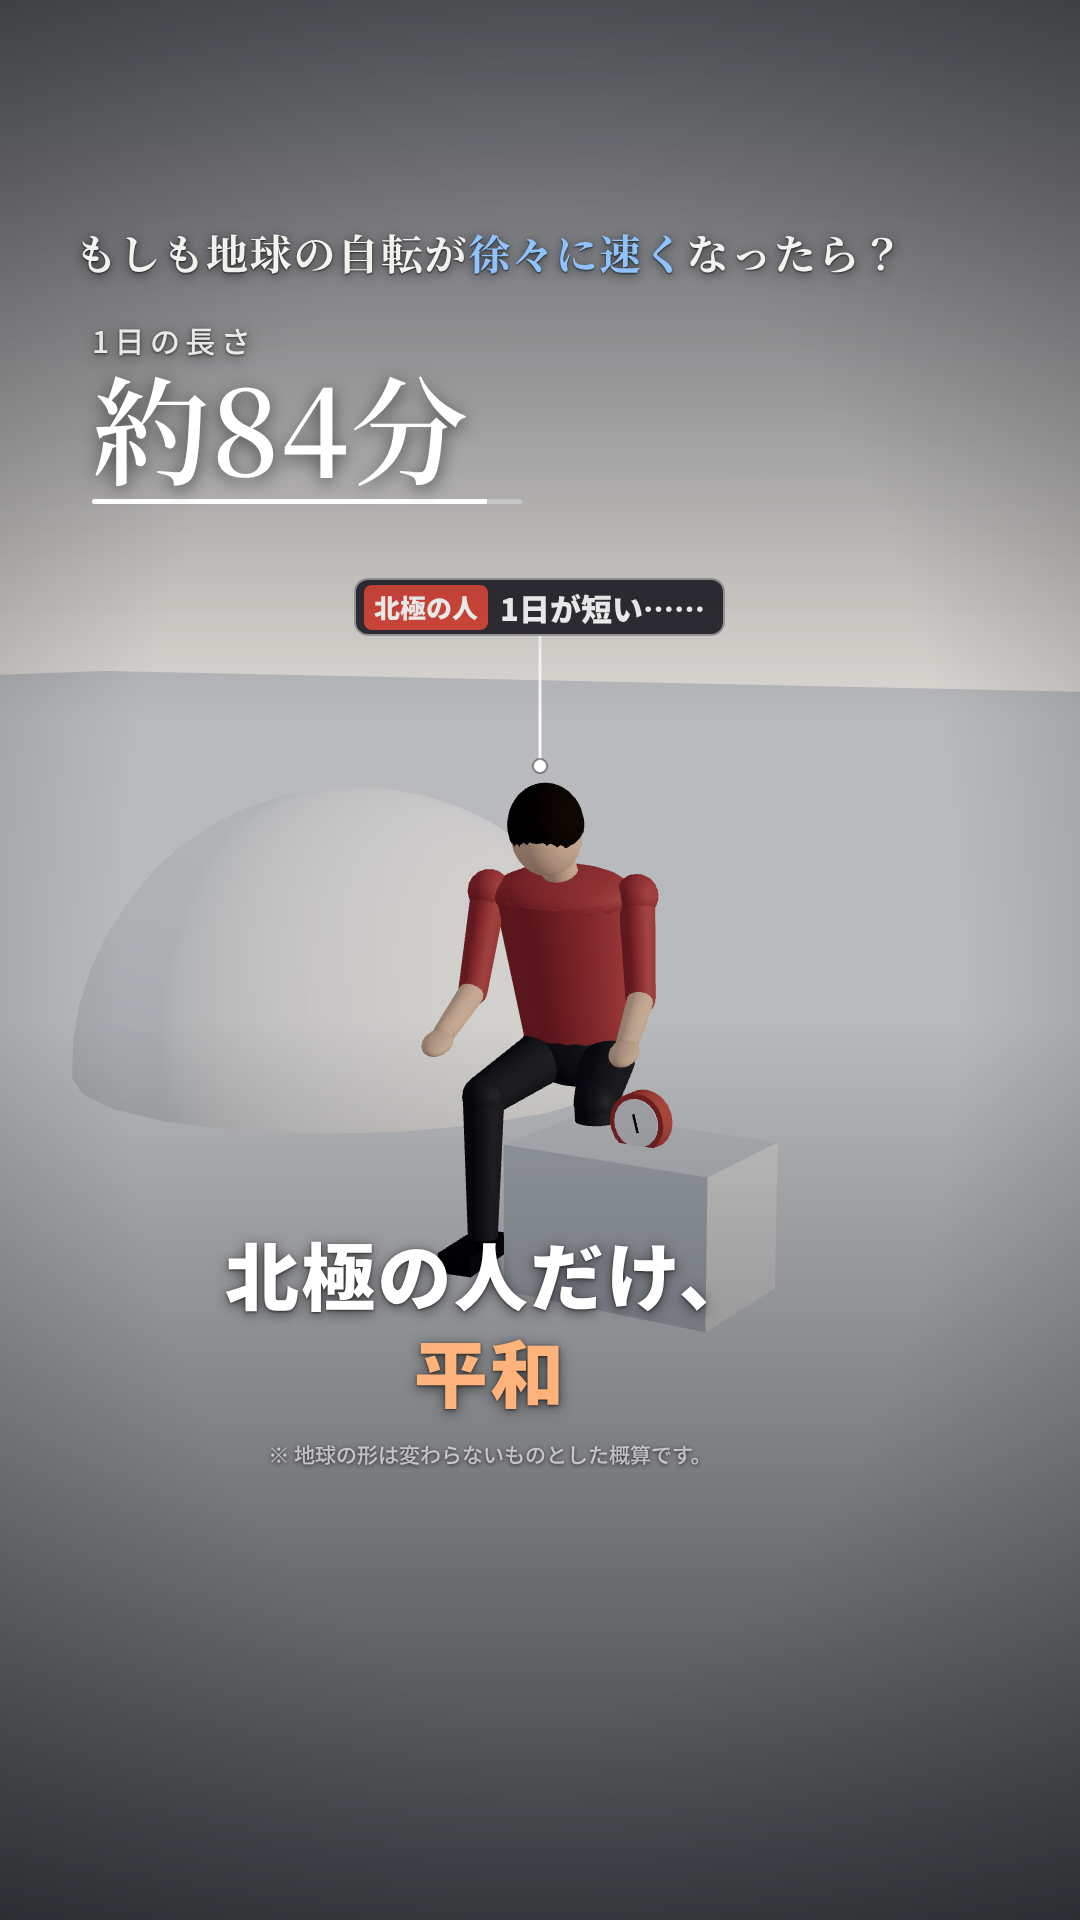 もしも地球の自転が徐々に速くなったら？
1日の長さ
約84分
北極の人 1日が短い……
北極の人だけ、
平和
※ 地球の形は変わらないものとした概算です。